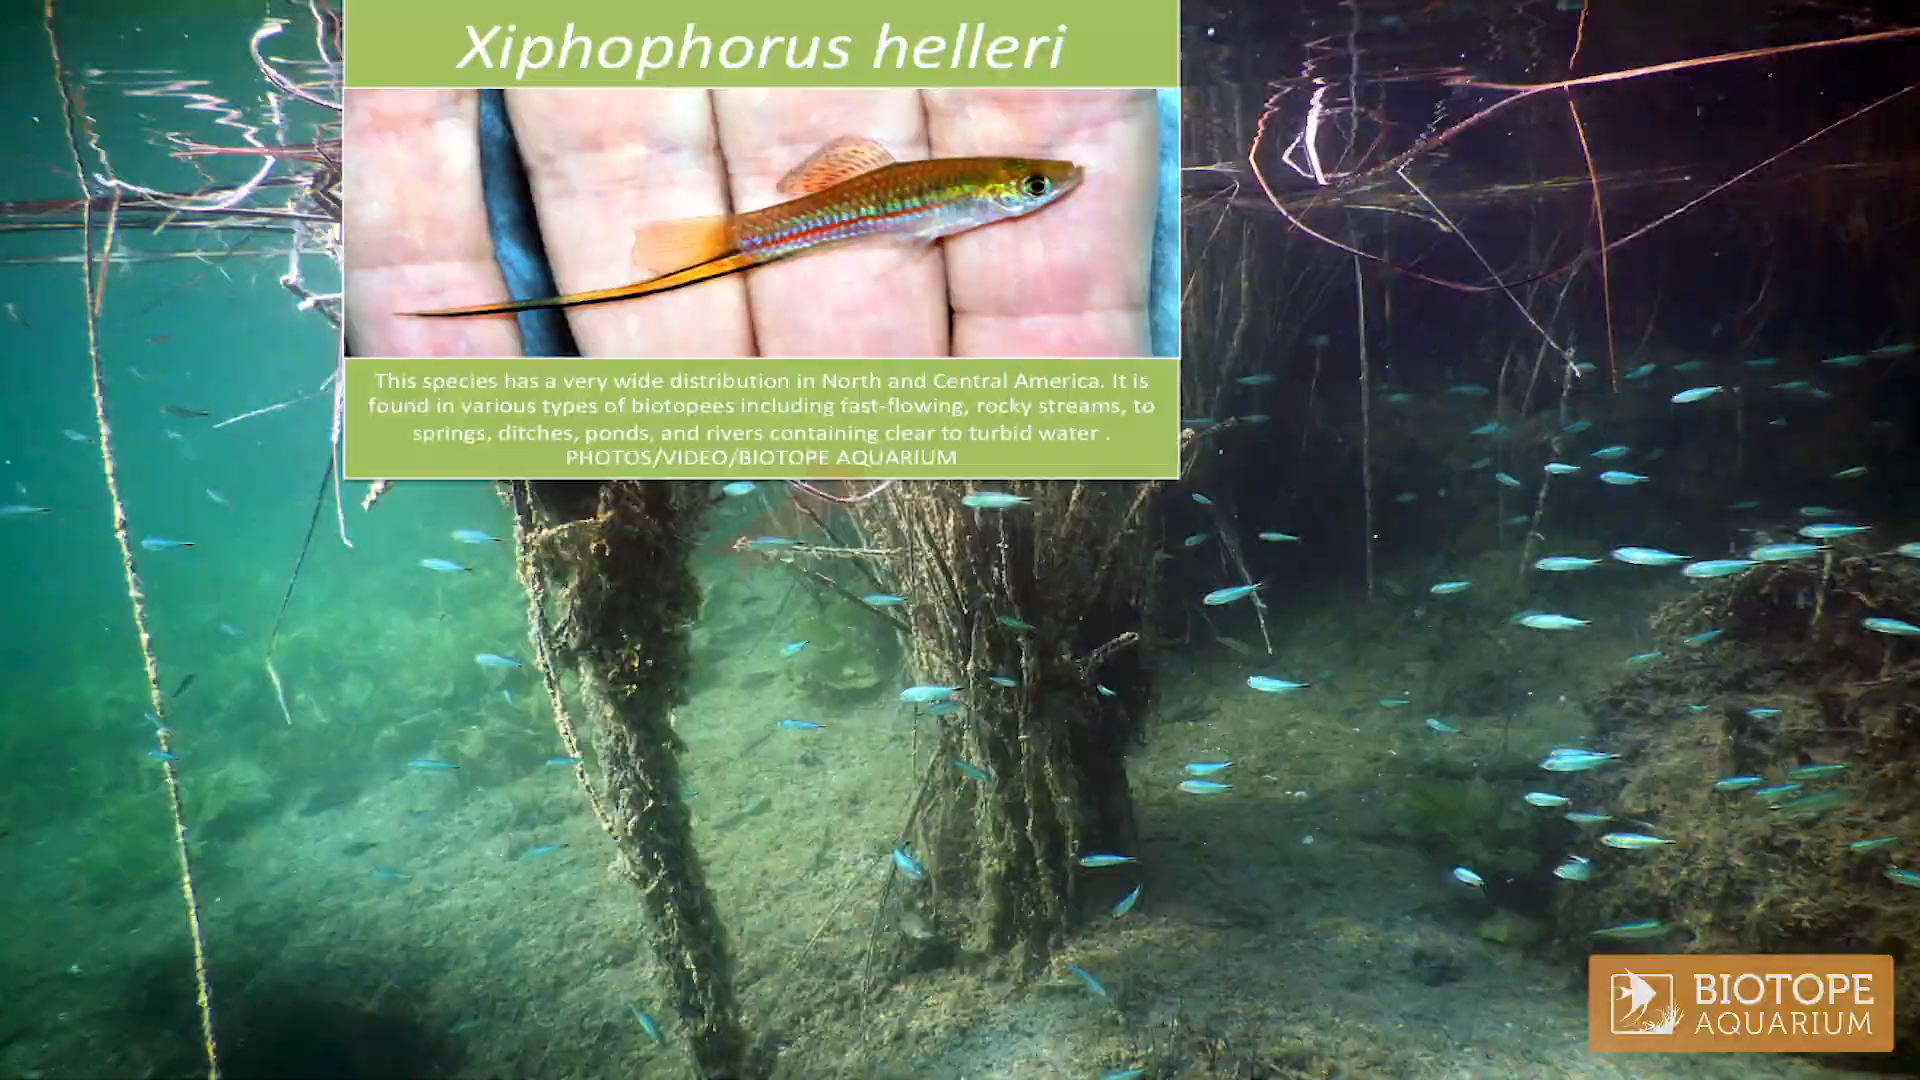 Xiphophorus helleri
This species has a very wide distribution in North and Central America. It is
found in various types of biotopees including fast-flowing, rocky streams, to
springs, ditches, ponds, and rivers containing clear to turbid water .
PHOTOS/VIDEO/BIOTOPE AQUARIUM
BIOTOPE
AQUARIUM